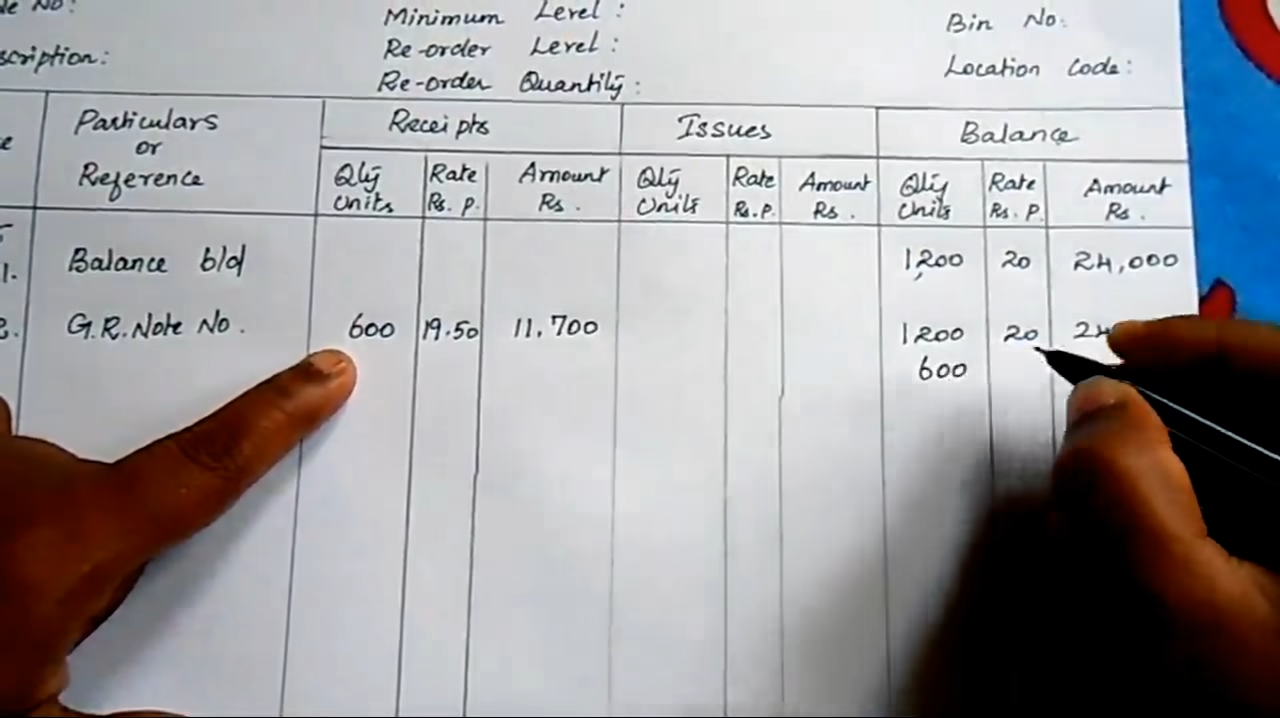 Minimum Level :
Bin No:
Re-order Level :
Location Code:
Re-order Quantity :
Particulars or Reference
Receipts
Issues
Balance
Qty Units
Rate Rs. P.
Amount Rs.
Qty Units
Rate Rs. P.
Amount Rs.
Qty Units
Rate Rs. P.
Amount Rs.
1. Balance b/d 1200 20 24,000
G.R. Note No. 600 19.50 11,700 1200 20
600